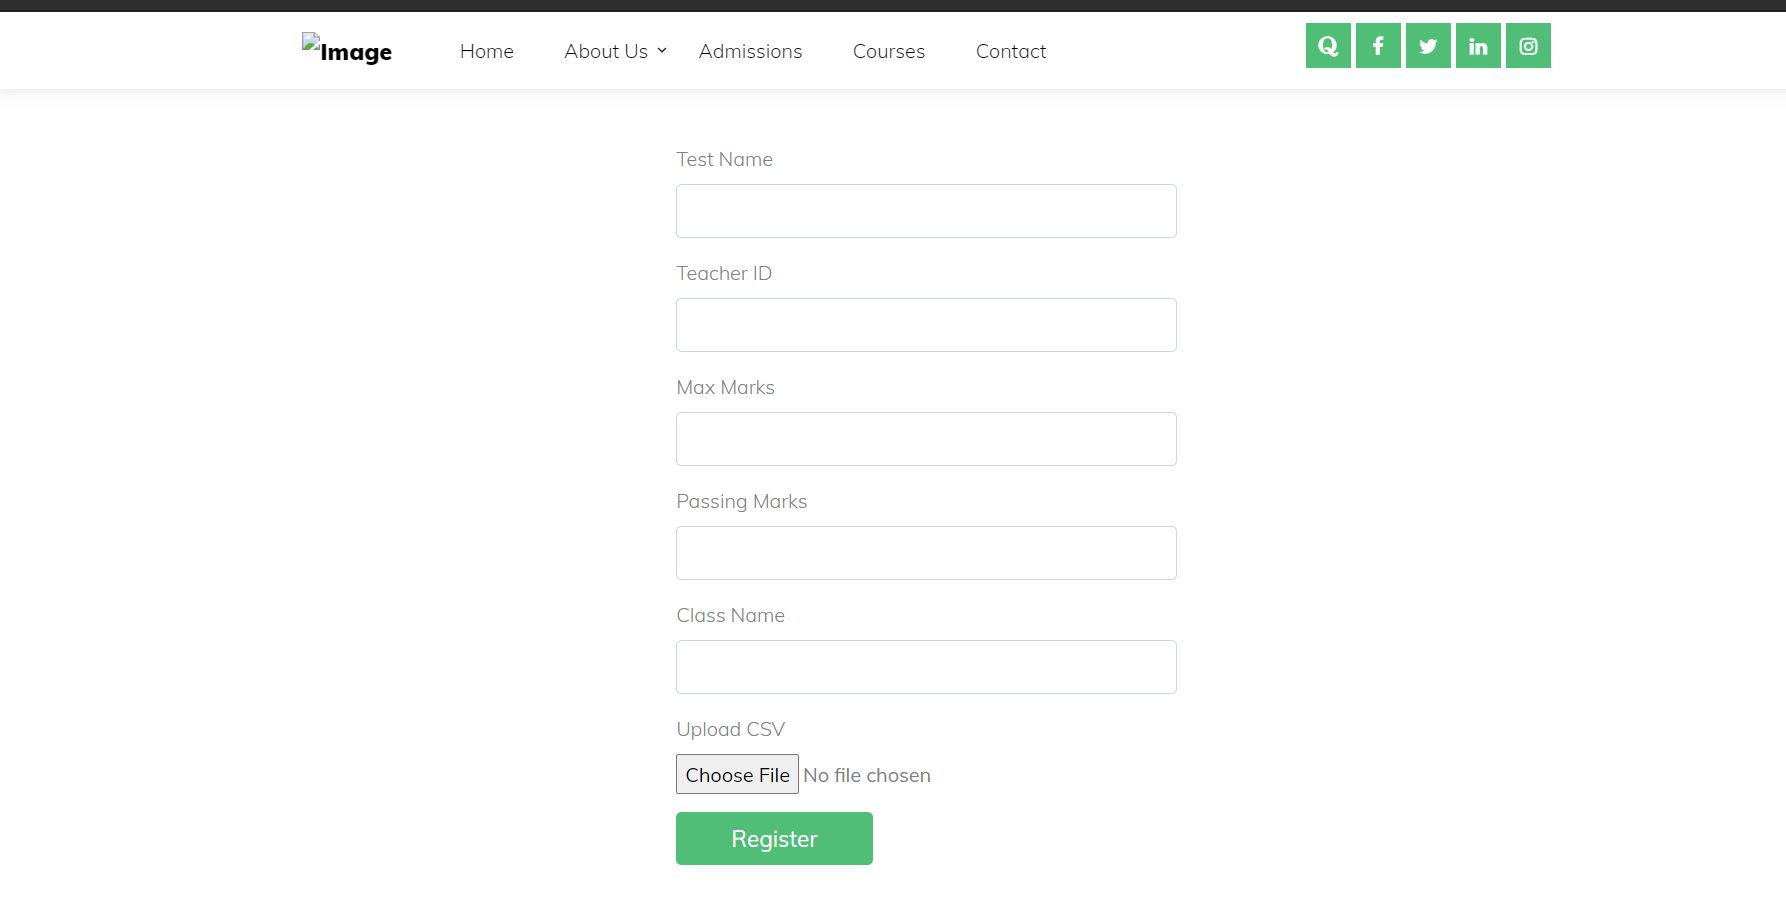 Image Home About Us Admissions Courses Contact
Test Name
Teacher ID
Max Marks
Passing Marks
Class Name
Upload CSV
Choose File No file chosen
Register